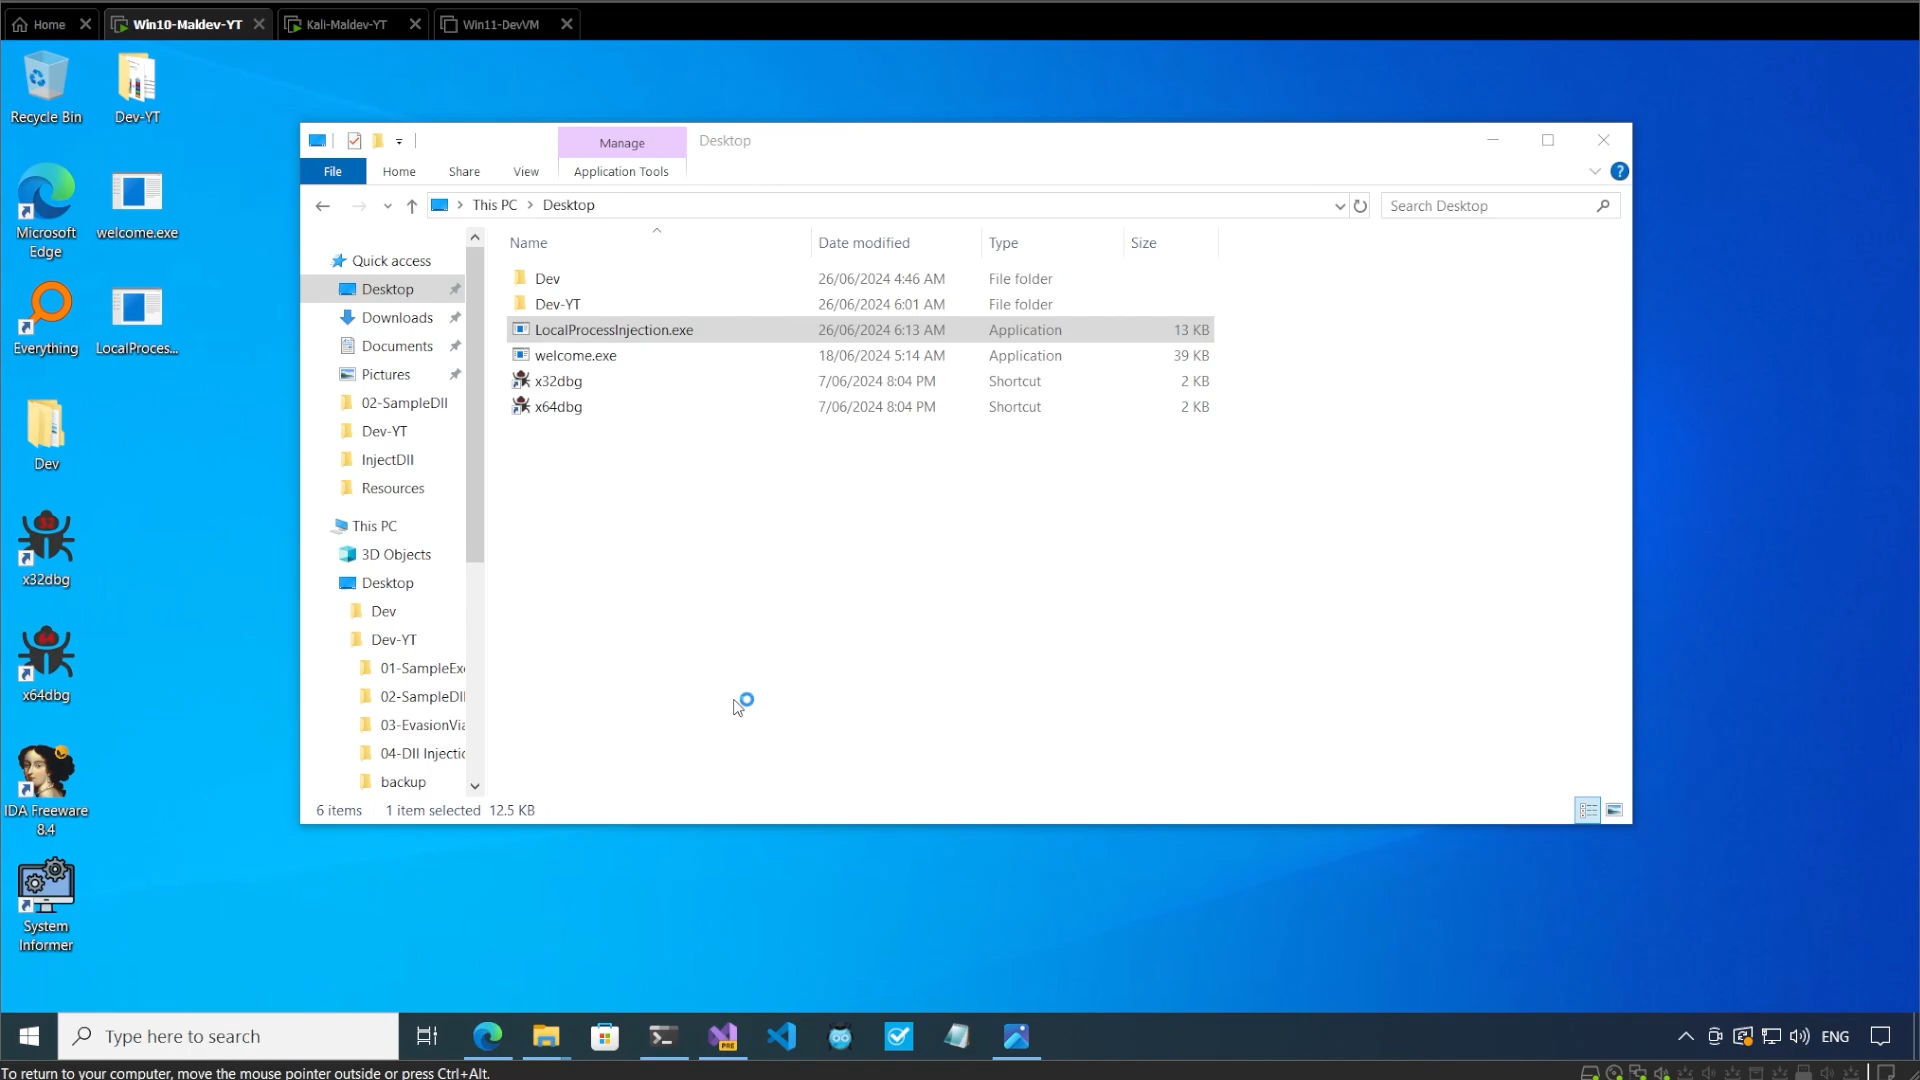 Home
Win10-Maldev-YT
Kali-Maldev-YT
Win11-DevVM
Recycle Bin
Dev-YT
Microsoft Edge
welcome.exe
Everything
LocalProces...
Dev
x32dbg
x64dbg
IDA Freeware 8.4
System Informer
Manage
Desktop
File
Home
Share
View
Application Tools
This PC
Desktop
Search Desktop
Name
Date modified
Type
Size
Quick access
Desktop
Downloads
Documents
Pictures
02-SampleDll
Dev-YT
InjectDll
Resources
This PC
3D Objects
Desktop
Dev
Dev-YT
01-SampleEx
02-SampleDl
03-EvasionVi
04-Dll Injecti
backup
Dev 26/06/2024 4:46 AM File folder
Dev-YT 26/06/2024 6:01 AM File folder
LocalProcessInjection.exe 26/06/2024 6:13 AM Application 13 KB
welcome.exe 18/06/2024 5:14 AM Application 39 KB
x32dbg 7/06/2024 8:04 PM Shortcut 2 KB
x64dbg 7/06/2024 8:04 PM Shortcut 2 KB
6 items 1 item selected 12.5 KB
Type here to search
PRE
ENG
To return to your computer, move the mouse pointer outside or press Ctrl+Alt.